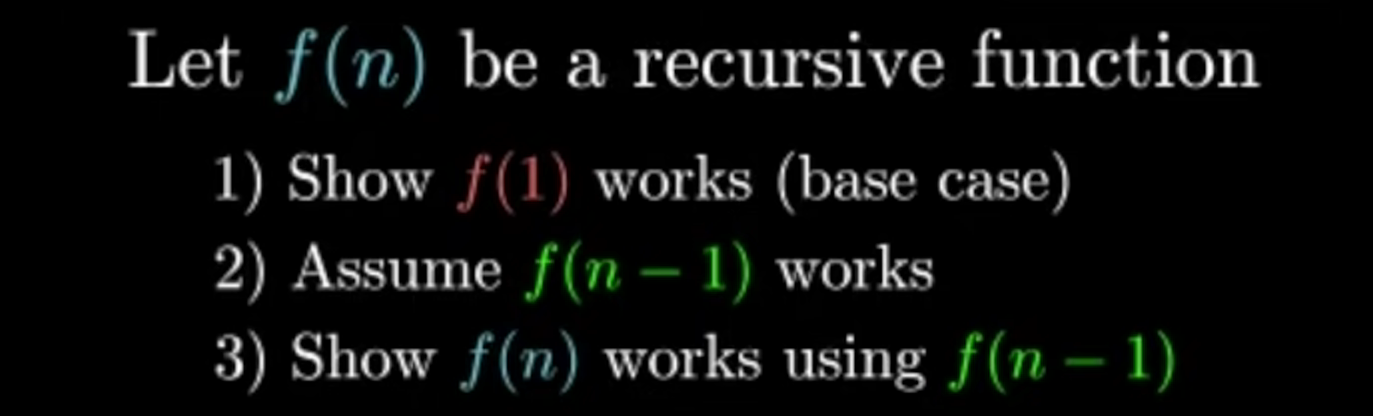 Let f(n) be a recursive function
1) Show f(1) works (base case)
2) Assume f(n − 1) works
3) Show f(n) works using f(n − 1)